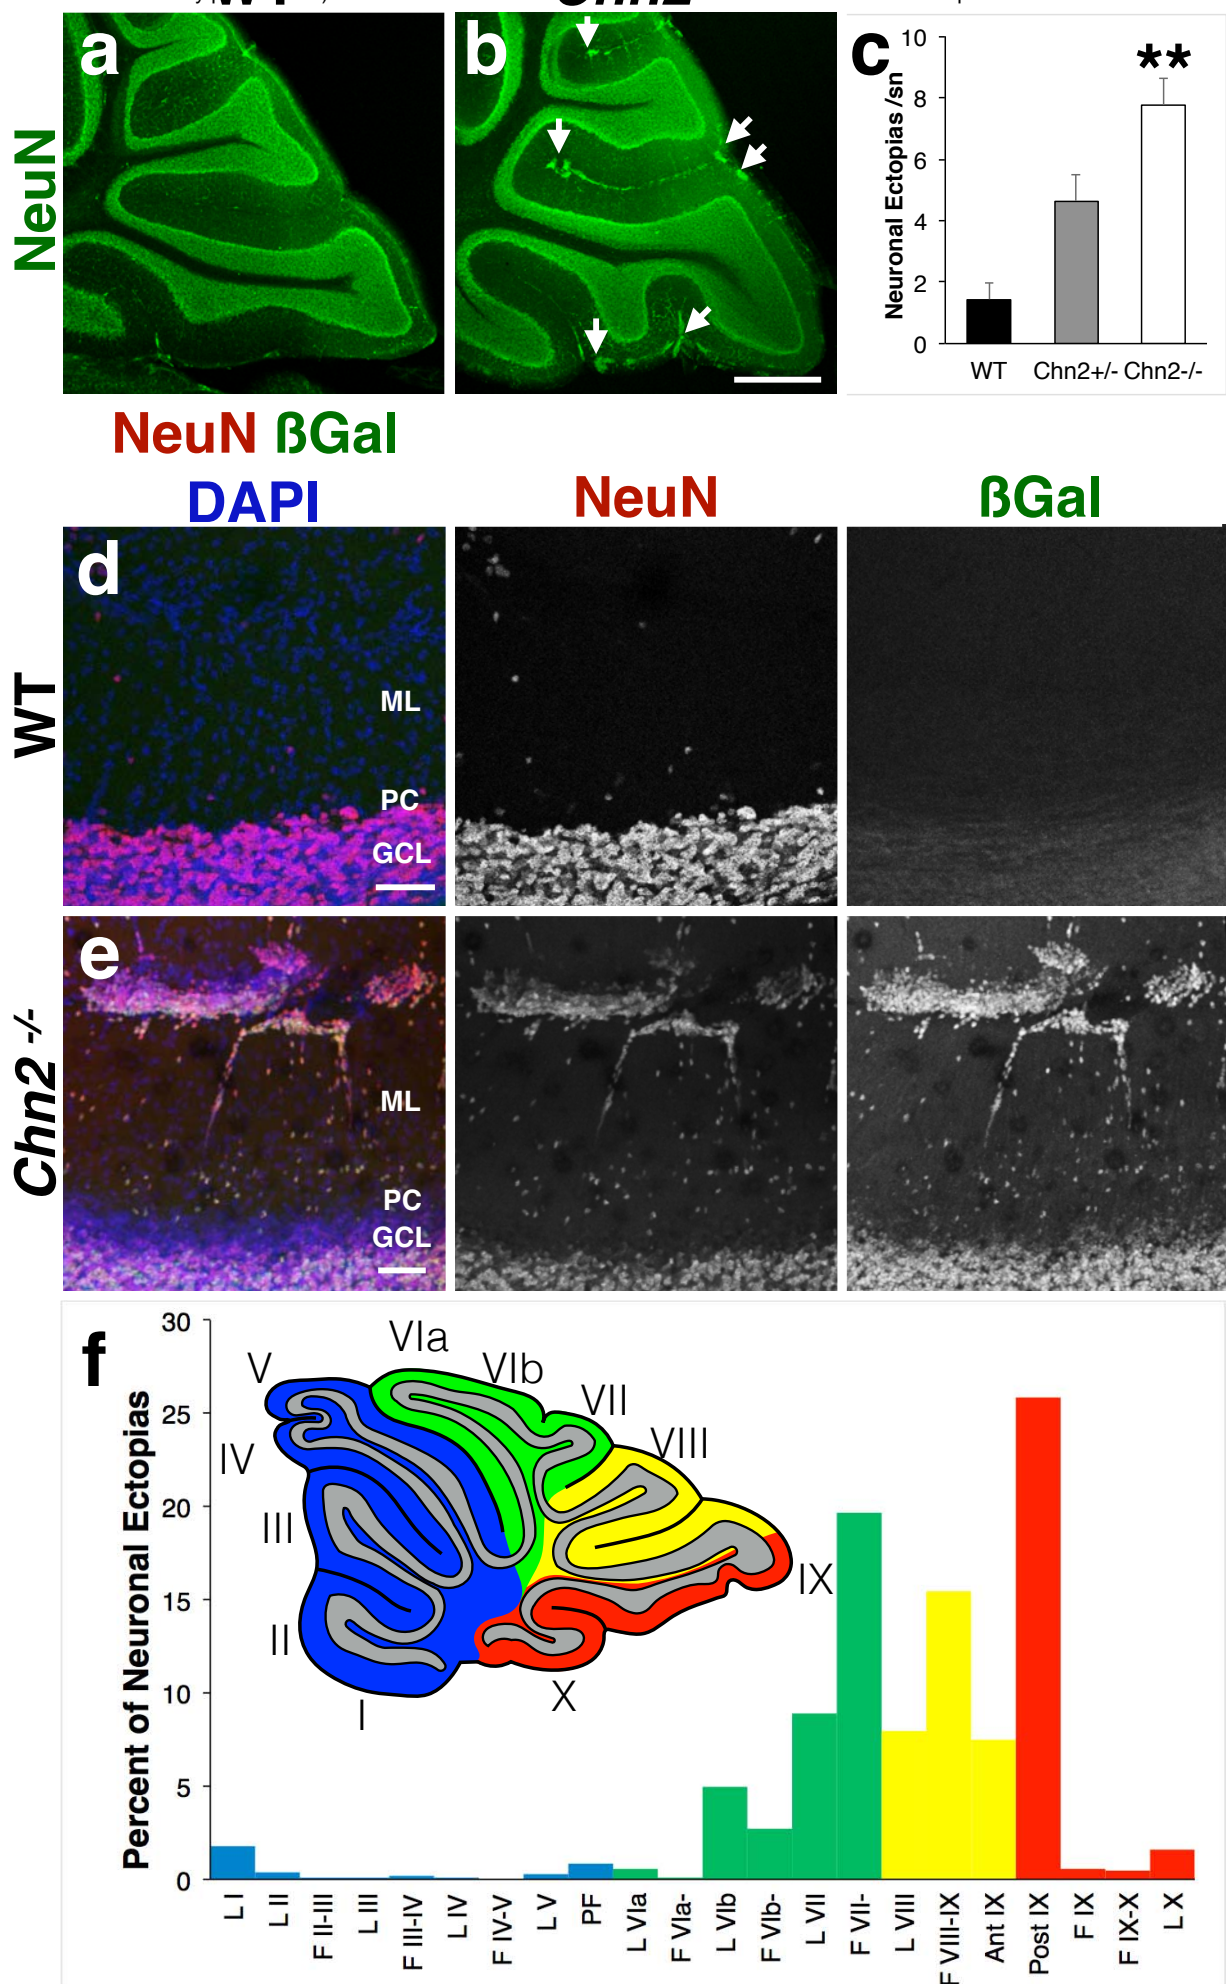 WT
Chn2
NeuN
a
b
c
Neuronal Ectopias /sn
10
8
6
4
2
0
**
WT Chn2+/- Chn2-/-
NeuN ßGal
DAPI
NeuN
ßGal
WT
d
ML
PC
GCL
Chn2 -/-
e
ML
PC
GCL
f
Percent of Neuronal Ectopias
30
25
20
15
10
5
0
VIa
V
VIb
VII
IV
VIII
III
IX
II
X
I
L I
L II
F II-III
L III
F III-IV
L IV
F IV-V
L V
PF
L VIa
F VIa-
L VIb
F VIb-
L VII
F VII-
L VIII
F VIII-IX
Ant IX
Post IX
F IX
F IX-X
L X